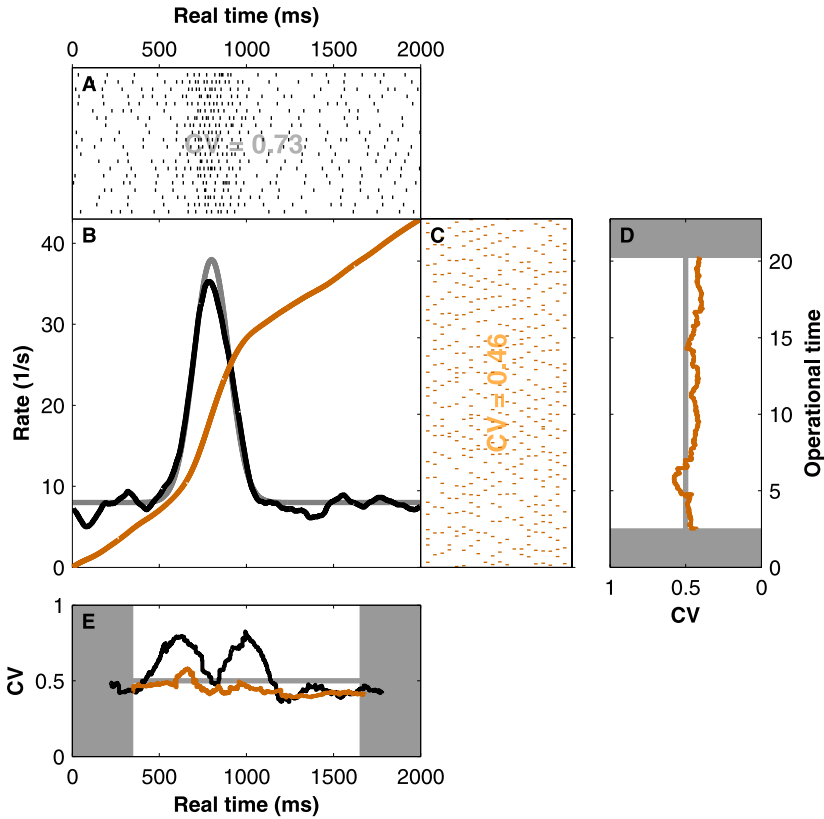 Real time (ms)
0 500 1000 1500 2000
A
CV = 0.73
B
C
D
40
30
20
10
0
Rate (1/s)
CV = 0.46
20
15
10
5
0
Operational time
1 0.5 0
CV
E
1
0.5
0
CV
0 500 1000 1500 2000
Real time (ms)